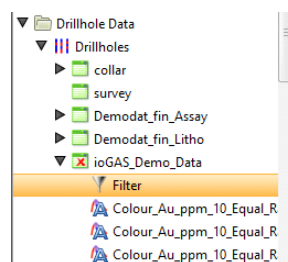 Drillhole Data
Drillholes
collar
survey
Demodat_fin_Assay
Demodat_fin_Litho
ioGAS_Demo_Data
Filter
Colour_Au_ppm_10_Equal_R
Colour_Au_ppm_10_Equal_R
Colour_Au_ppm_10_Equal_R